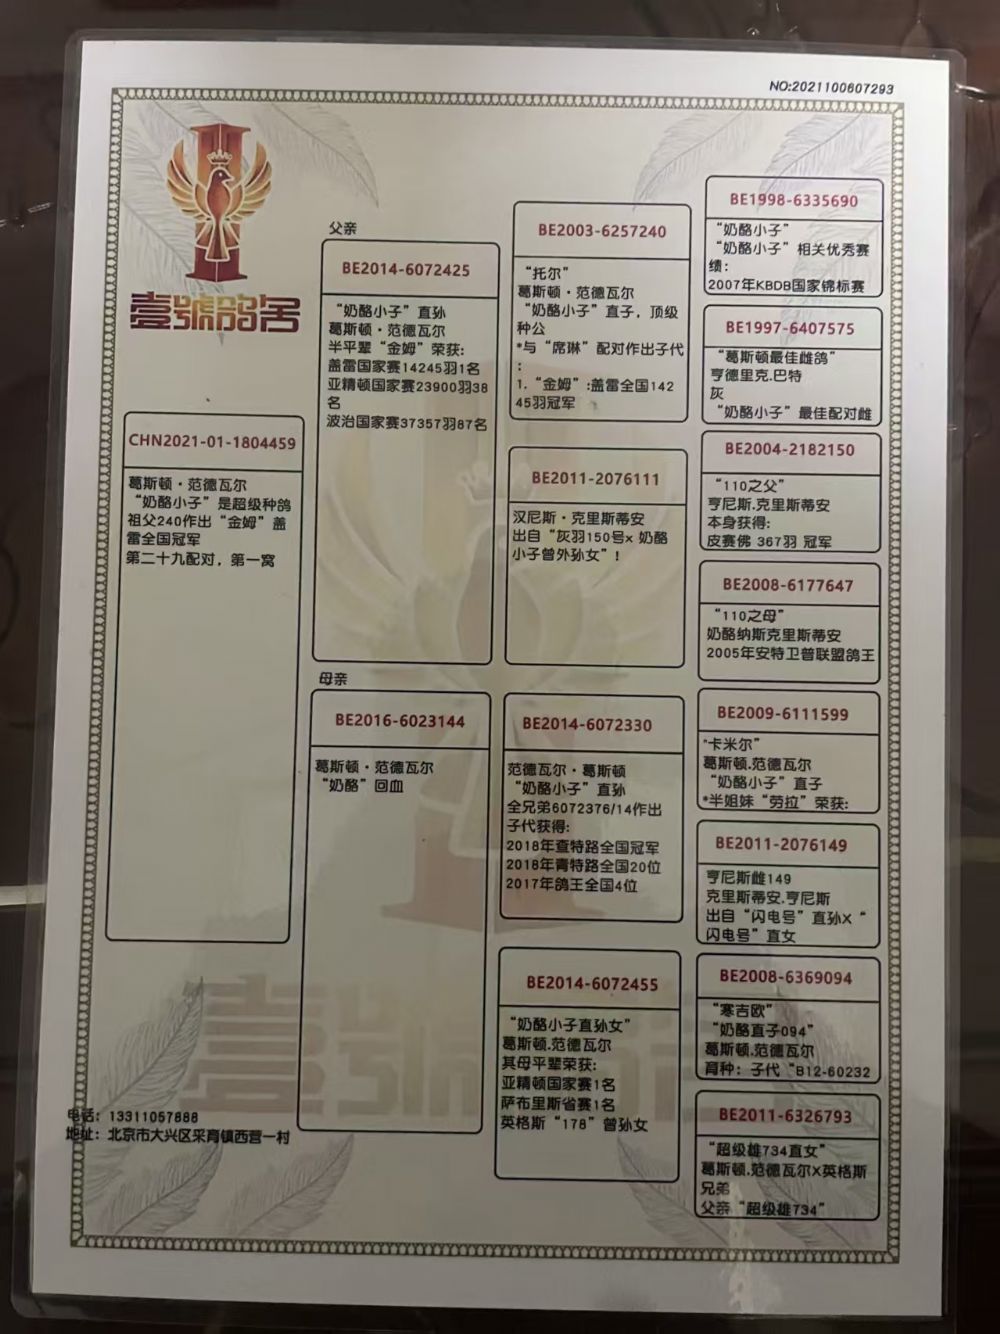 NO:2021100607293
壹號鸽居
CHN2021-01-1804459
葛斯顿·范德瓦尔
“奶酪小子”是超级种鸽
祖父240作出“金姆”盖
雷全国冠军
第二十九配对，第一窝
父亲
BE2014-6072425
“奶酪小子”直孙
葛斯顿·范德瓦尔
半平辈“金姆”荣获:
盖雷国家赛14245羽1名
亚精顿国家赛23900羽38
名
波治国家赛37357羽87名
母亲
BE2016-6023144
葛斯顿·范德瓦尔
“奶酪”回血
BE2003-6257240
“托尔”
葛斯顿·范德瓦尔
“奶酪小子”直子，顶级
种公
*与“席琳”配对作出子代
:
1.“金姆”:盖雷全国142
45羽冠军
BE2011-2076111
汉尼斯·克里斯蒂安
出自“灰羽150号x 奶酪
小子曾外孙女”！
BE2014-6072330
范德瓦尔·葛斯顿
“奶酪小子”直孙
全兄弟6072376/14作出
子代获得:
2018年查特路全国冠军
2018年青特路全国20位
2017年鸽王全国4位
BE2014-6072455
“奶酪小子直孙女”
葛斯顿.范德瓦尔
其母平辈荣获:
亚精顿国家赛1名
萨布里斯省赛1名
英格斯“178”曾孙女
BE1998-6335690
“奶酪小子”
“奶酪小子”相关优秀赛
绩:
2007年KBDB国家锦标赛
BE1997-6407575
“葛斯顿最佳雌鸽”
亨德里克.巴特
灰
“奶酪小子”最佳配对雌
BE2004-2182150
“110之父”
亨尼斯.克里斯蒂安
本身获得:
皮赛佛 367羽 冠军
BE2008-6177647
“110之母”
奶酪纳斯克里斯蒂安
2005年安特卫普联盟鸽王
BE2009-6111599
“卡米尔”
葛斯顿.范德瓦尔
“奶酪小子”直子
*半姐妹“劳拉”荣获:
BE2011-2076149
亨尼斯雌149
克里斯蒂安.亨尼斯
出自“闪电号”直孙X“
闪电号”直女
BE2008-6369094
“寒吉欧”
“奶酪直子094”
葛斯顿.范德瓦尔
育种：子代“B12-60232
BE2011-6326793
“超级雄734直女”
葛斯顿.范德瓦尔X英格斯
兄弟
父亲“超级雄734”
电话：13311057888
地址：北京市大兴区采育镇西营一村